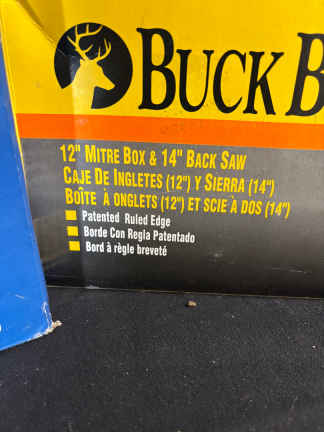 BUCK B
12" MITRE BOX & 14" BACK SAW
CAJE DE INGLETES (12") Y SIERRA (14")
BOÎTE À ONGLETS (12") ET SCIE À DOS (14")
Patented Ruled Edge
Borde Con Regla Patentado
Bord à règle breveté